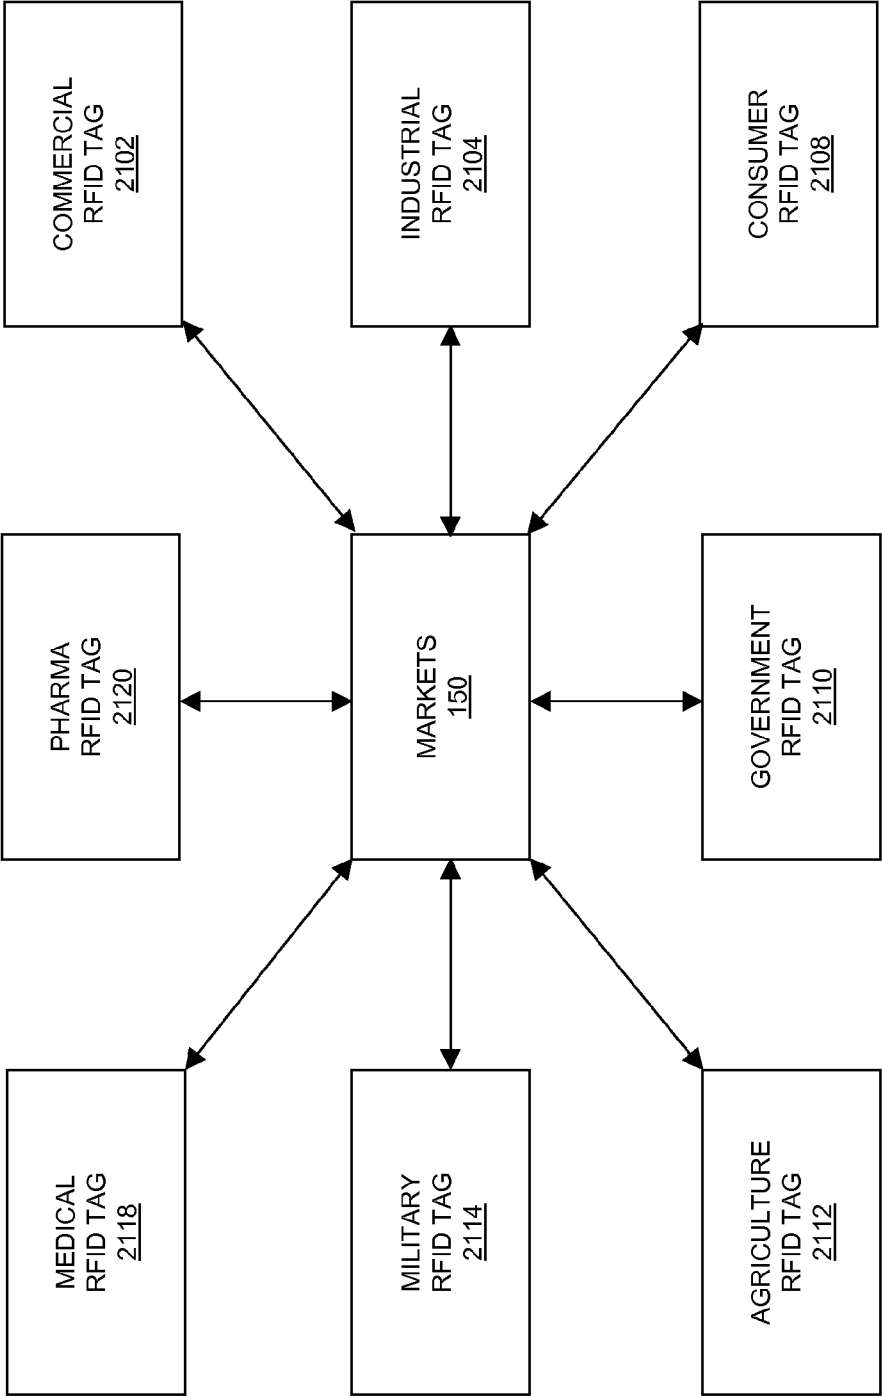 MEDICAL
RFID TAG
2118
PHARMA
RFID TAG
2120
COMMERCIAL
RFID TAG
2102
MILITARY
RFID TAG
2114
MARKETS
150
INDUSTRIAL
RFID TAG
2104
AGRICULTURE
RFID TAG
2112
GOVERNMENT
RFID TAG
2110
CONSUMER
RFID TAG
2108